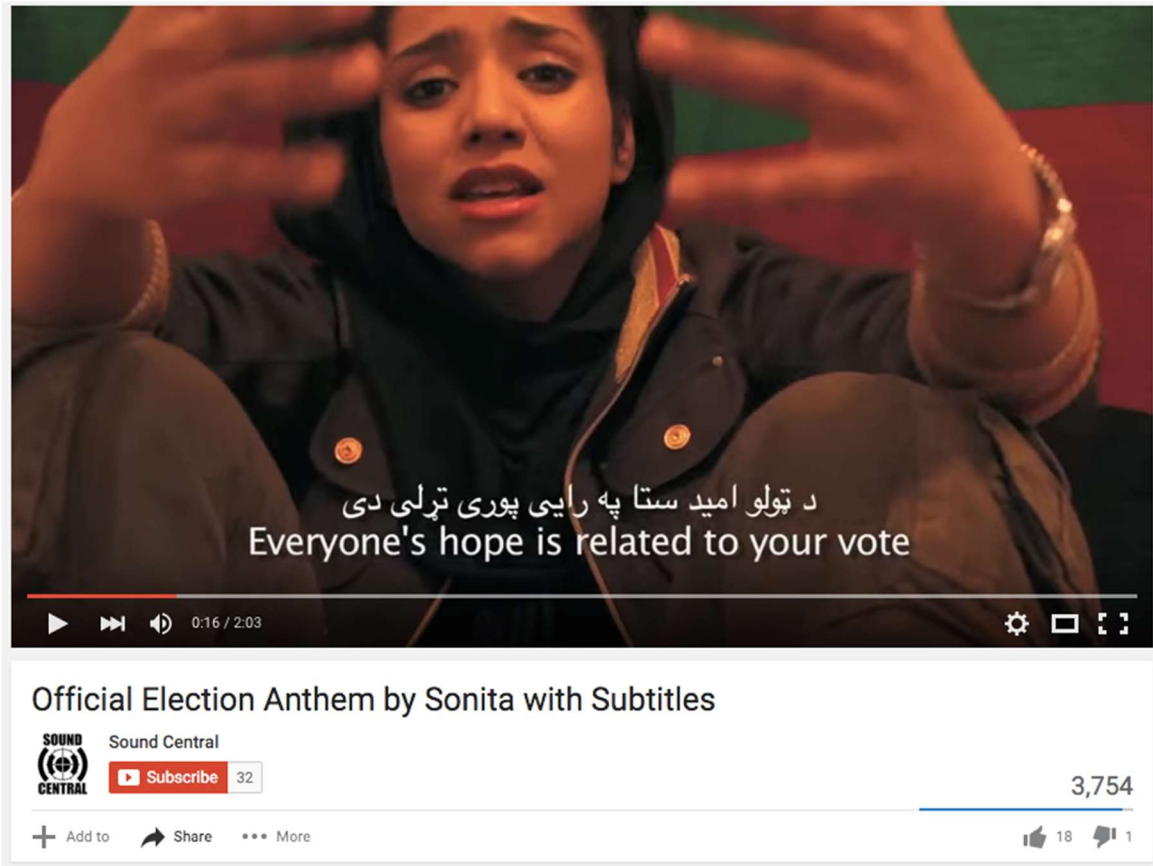 د ټولو امید ستا په رایی پوری تړلی دی
Everyone's hope is related to your vote
0:16 / 2:03
Official Election Anthem by Sonita with Subtitles
SOUND
CENTRAL
Sound Central
Subscribe 32
3,754
Add to Share More 18 1